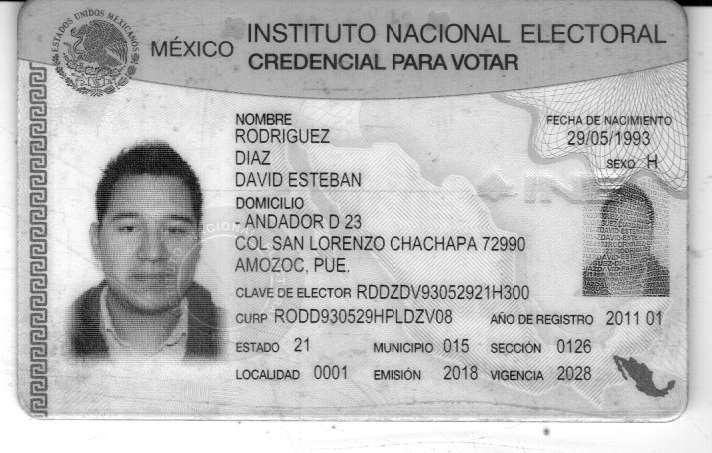 ESTADOS UNIDOS MEXICANOS
MÉXICO INSTITUTO NACIONAL ELECTORAL
CREDENCIAL PARA VOTAR
NOMBRE
RODRIGUEZ
DIAZ
DAVID ESTEBAN
FECHA DE NACIMIENTO
29/05/1993
SEXO H
DOMICILIO
- ANDADOR D 23
COL SAN LORENZO CHACHAPA 72990
AMOZOC, PUE.
CLAVE DE ELECTOR RDDZDV93052921H300
CURP RODD930529HPLDZV08 AÑO DE REGISTRO 2011 01
ESTADO 21 MUNICIPIO 015 SECCIÓN 0126
LOCALIDAD 0001 EMISIÓN 2018 VIGENCIA 2028